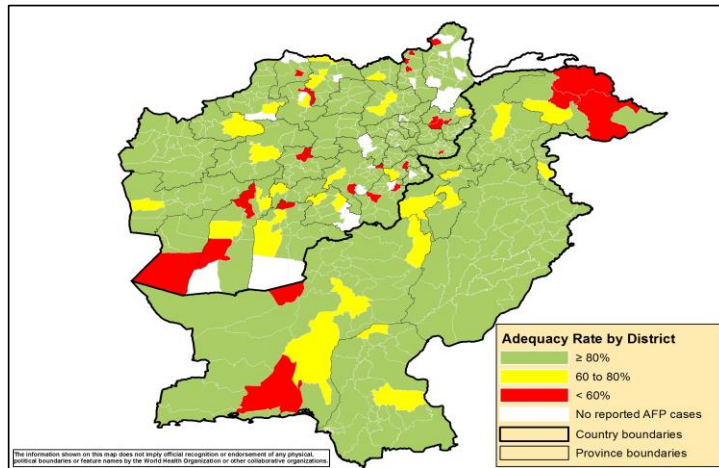 Adequacy Rate by District
≥ 80%
60 to 80%
< 60%
No reported AFP cases
Country boundaries
Province boundaries
The information shown on this map does not imply official recognition or endorsement of any physical,
political boundaries or feature names by the World Health Organization or other collaborative organizations.